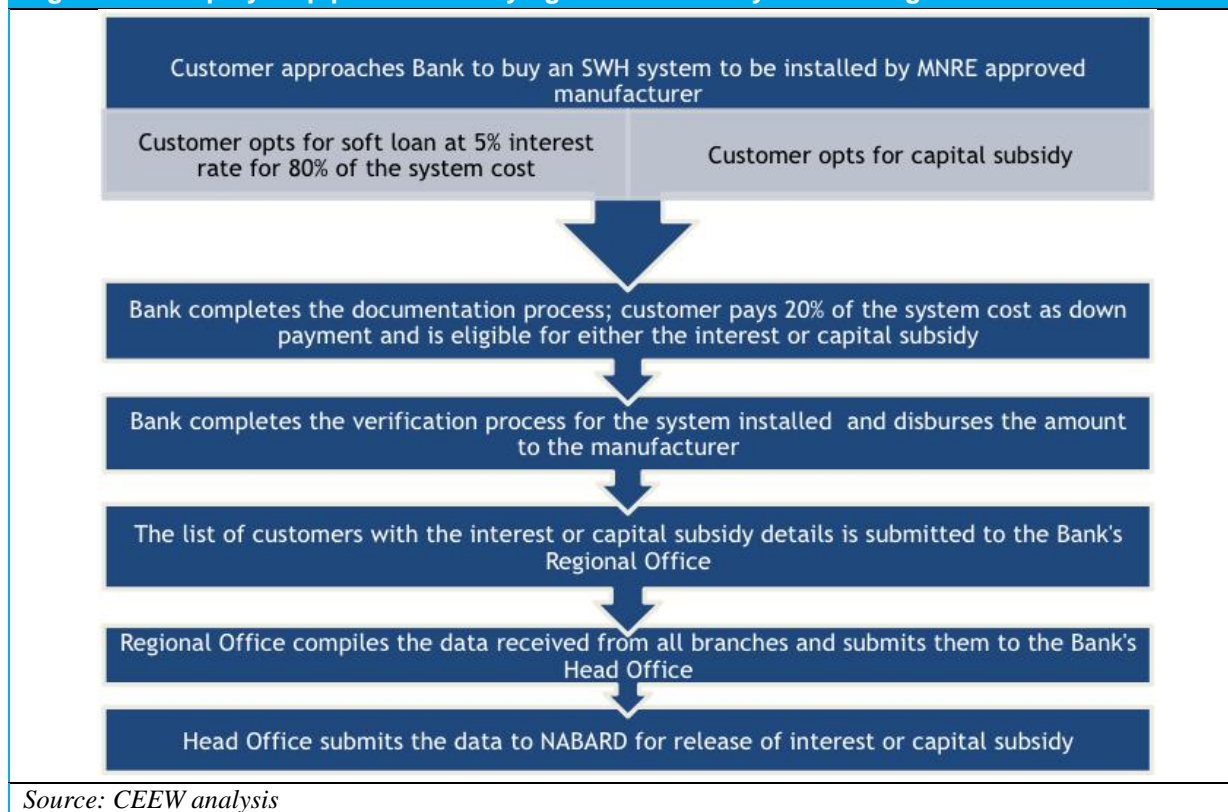 Customer approaches Bank to buy an SWH system to be installed by MNRE approved
manufacturer
Customer opts for soft loan at 5% interest
rate for 80% of the system cost
Customer opts for capital subsidy
Bank completes the documentation process; customer pays 20% of the system cost as down
payment and is eligible for either the interest or capital subsidy
Bank completes the verification process for the system installed and disburses the amount
to the manufacturer
The list of customers with the interest or capital subsidy details is submitted to the Bank's
Regional Office
Regional Office compiles the data received from all branches and submits them to the Bank's
Head Office
Head Office submits the data to NABARD for release of interest or capital subsidy
Source: CEEW analysis